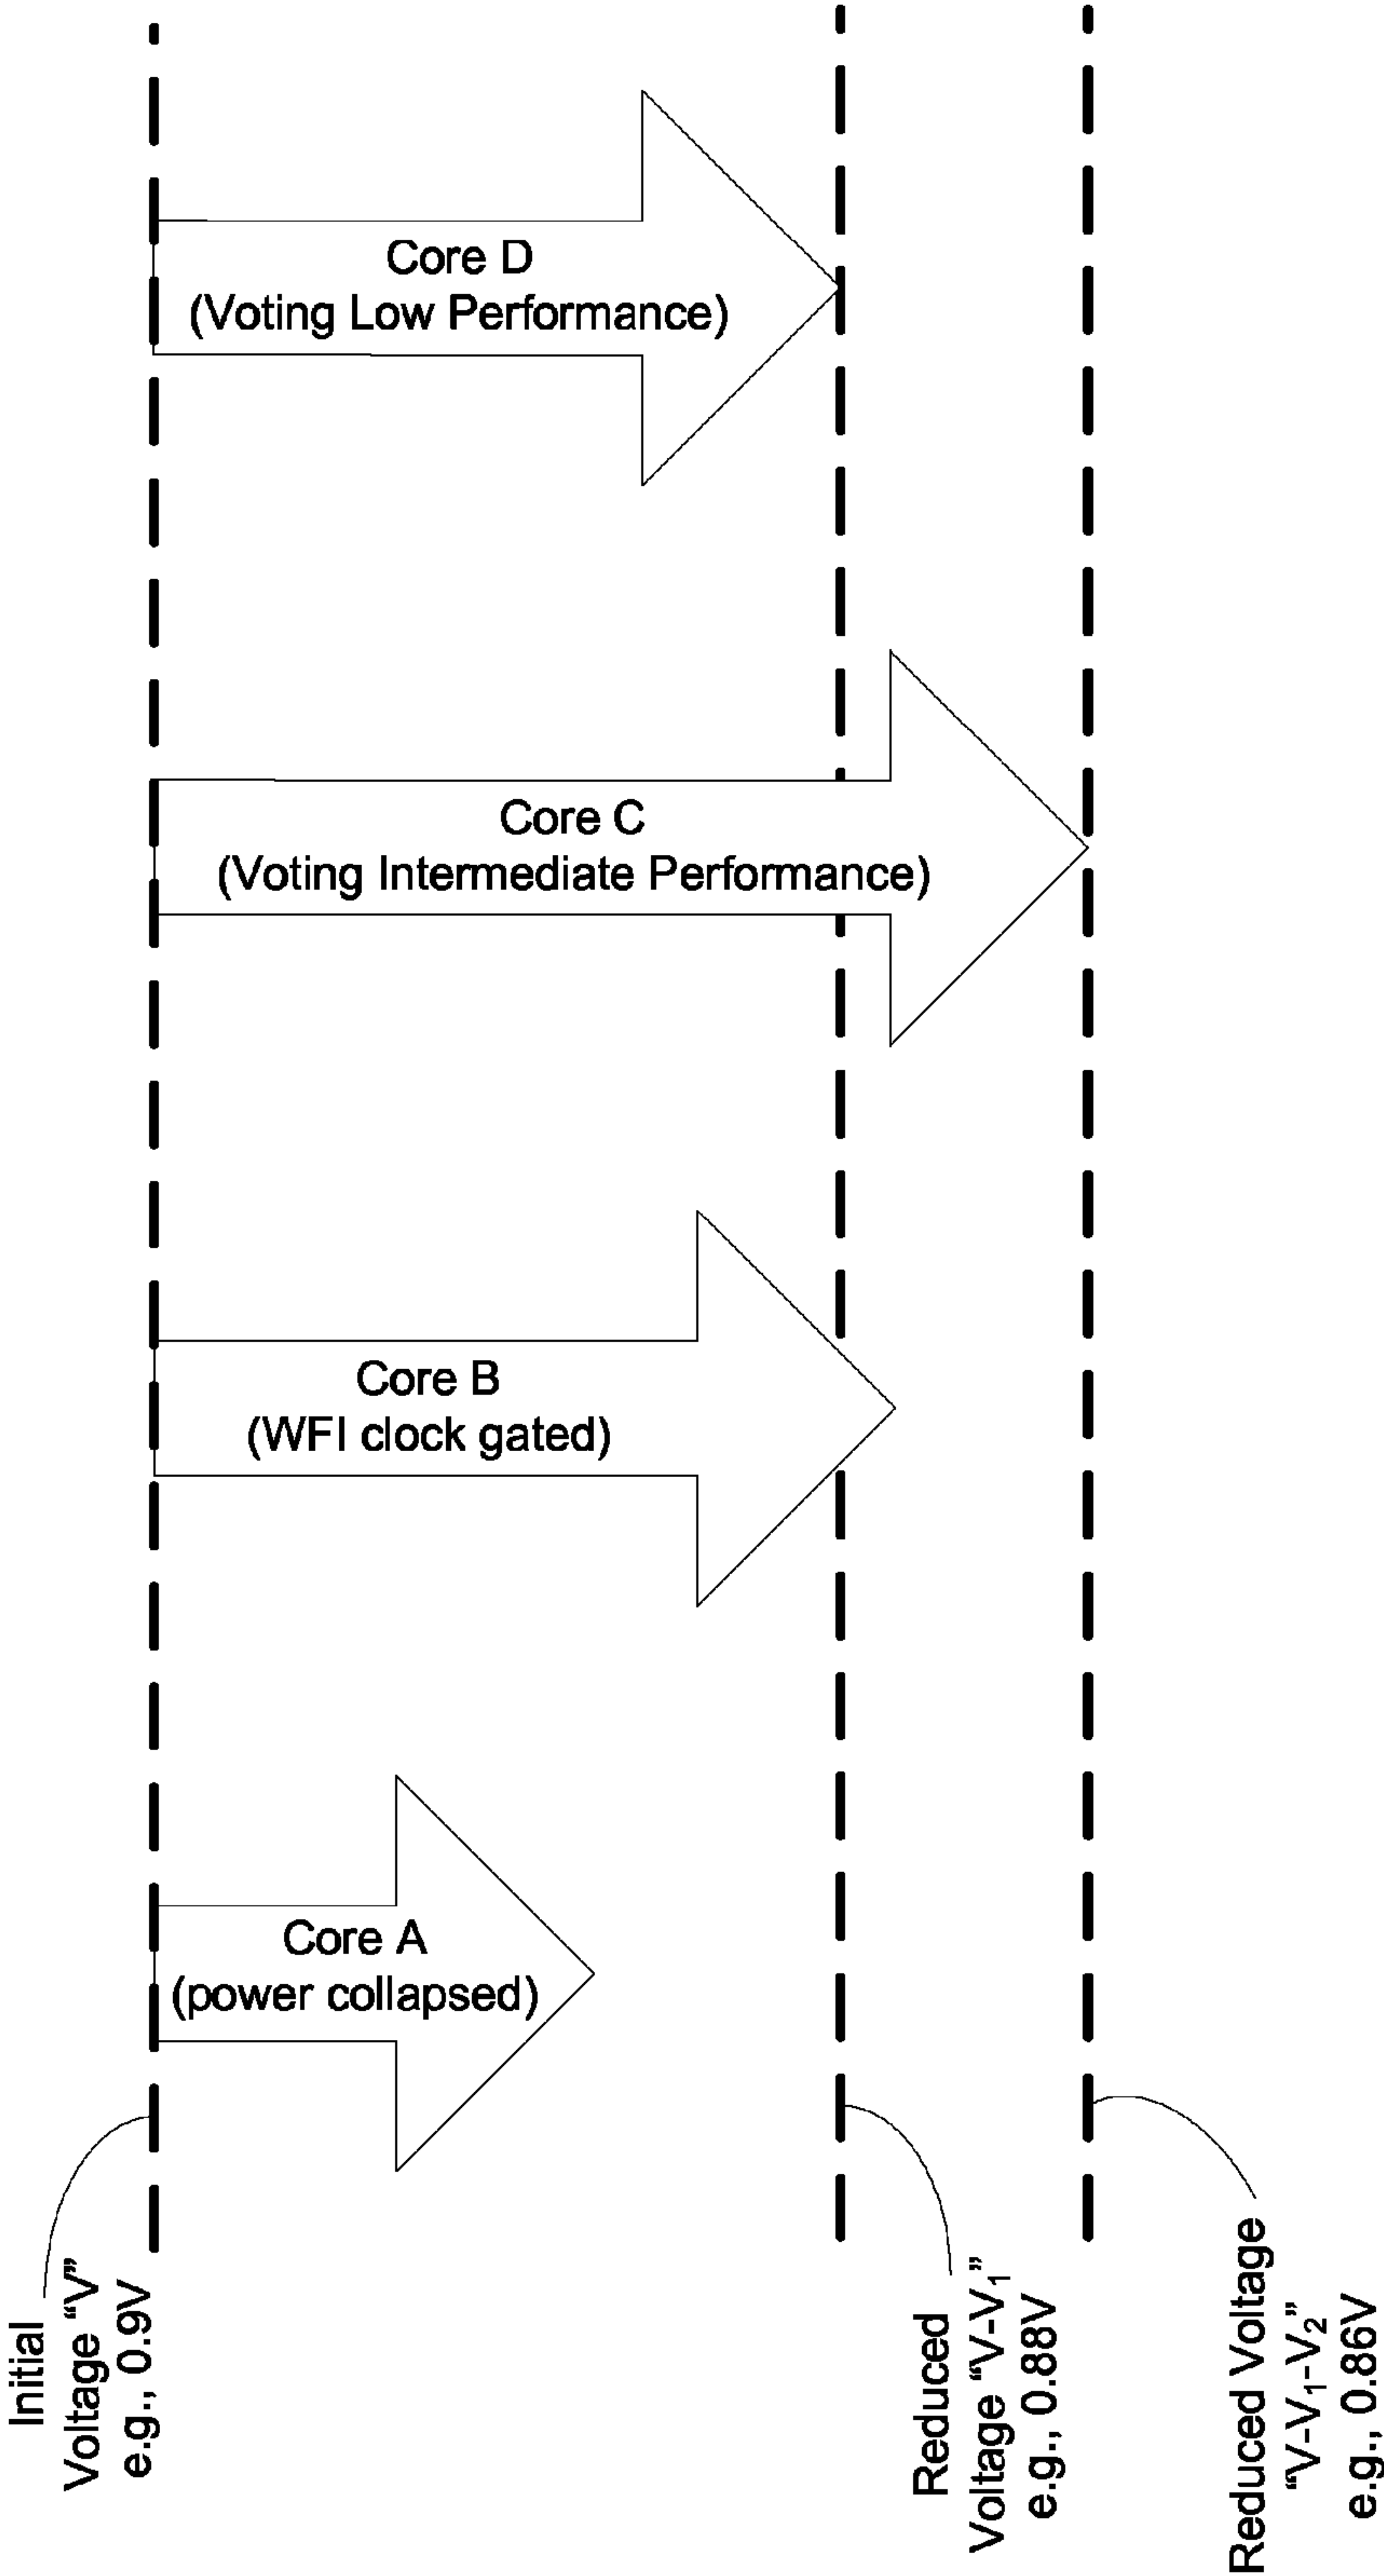 Core D
(Voting Low Performance)
Core C
(Voting Intermediate Performance)
Core B
(WFI clock gated)
Core A
(power collapsed)
Initial
Voltage “V”
e.g., 0.9V
Reduced
Voltage “V-V₁”
e.g., 0.88V
Reduced Voltage
“V-V₁-V₂”
e.g., 0.86V